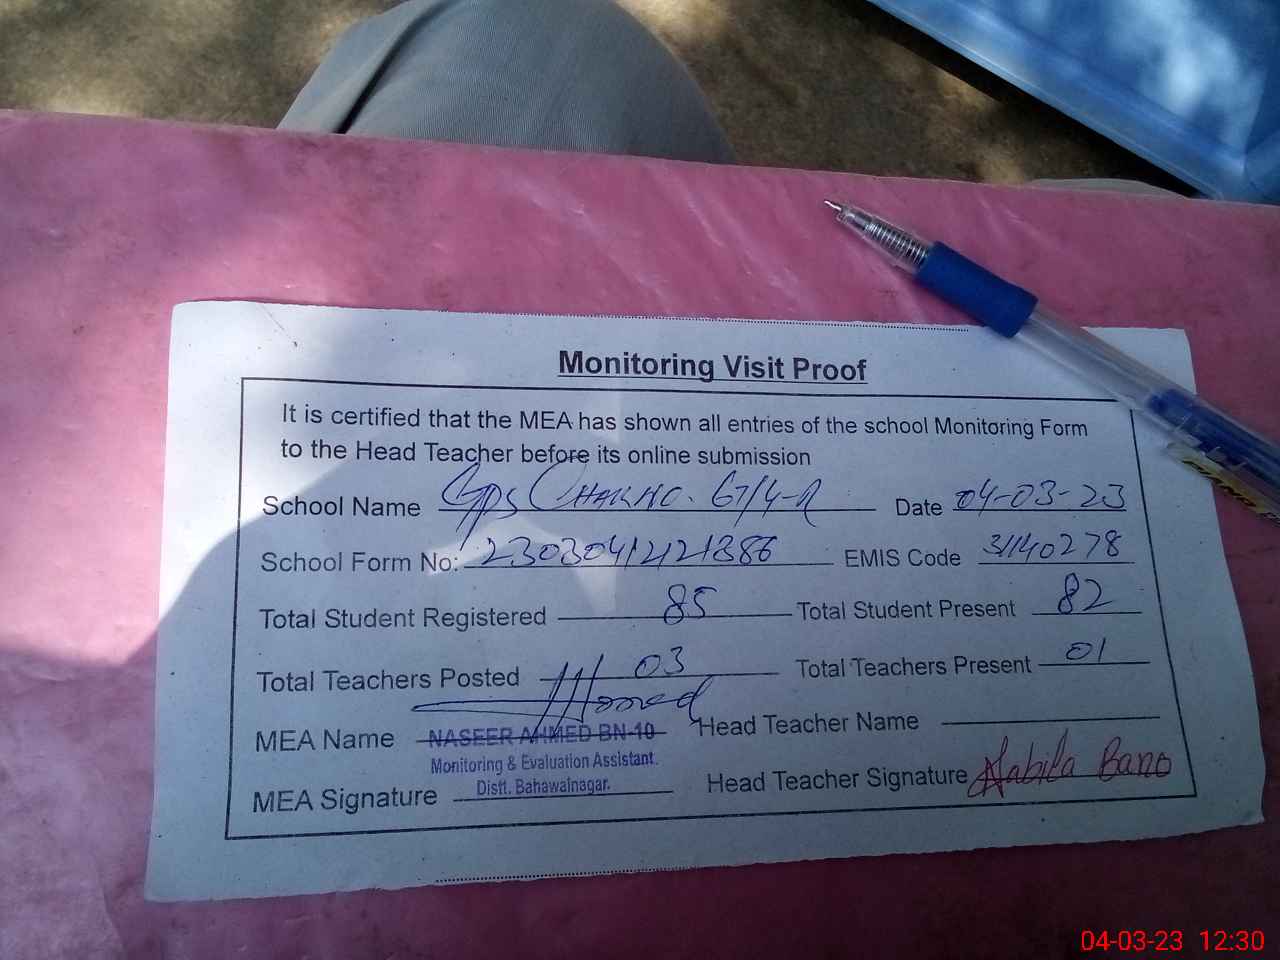 Monitoring Visit Proof
It is certified that the MEA has shown all entries of the school Monitoring Form
to the Head Teacher before its online submission
School Name GPS CHAK NO. 67/4-R Date 04-03-23
School Form No: 23030412121386 EMIS Code 31140278
Total Student Registered 85 Total Student Present 82
Total Teachers Posted 03 Total Teachers Present 01
MEA Name NASEER AHMED BN-10 Head Teacher Name
Monitoring & Evaluation Assistant.
Distt. Bahawalnagar.
MEA Signature Head Teacher Signature Nabila Bano
04-03-23 12:30